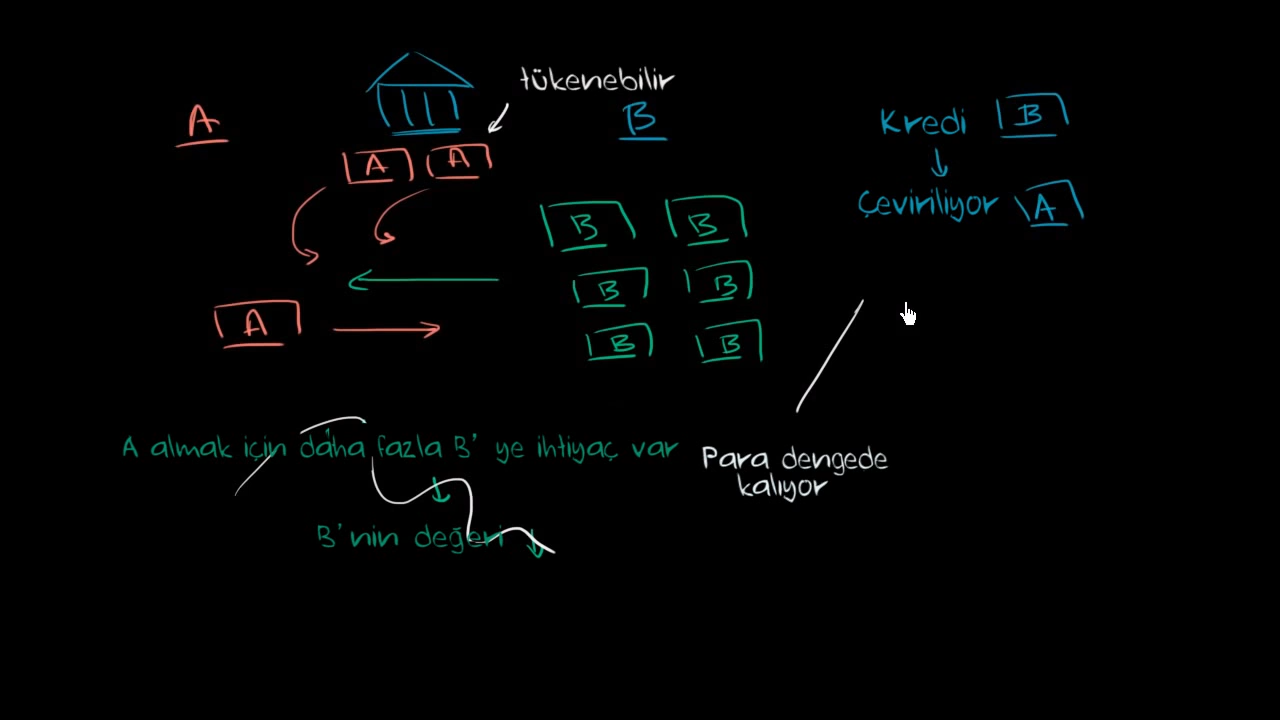 tükenebilir
A
B
Kredi B
A A
Çeviriliyor A
B B
B B
A
B B
A almak için daha fazla B' ye ihtiyaç var
Para dengede
kalıyor
B'nin değeri